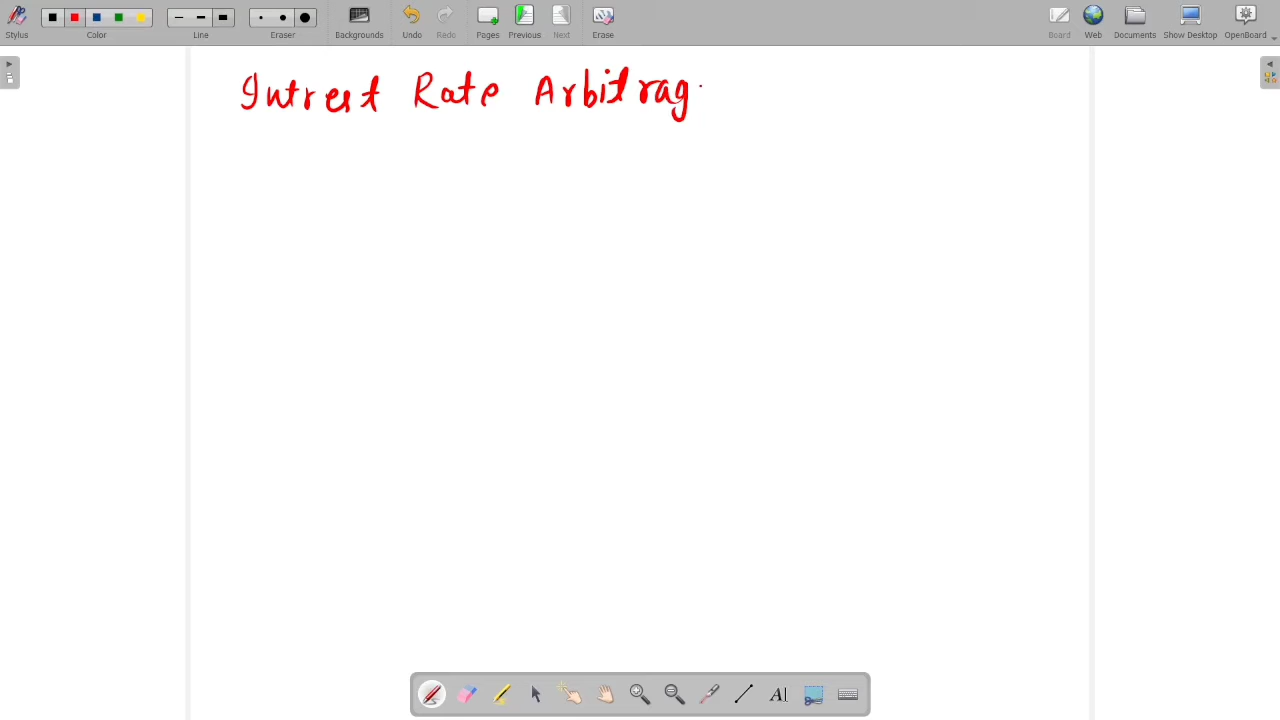 Stylus
Color
Line
Eraser
Backgrounds
Undo
Redo
Pages
Previous
Next
Erase
Board
Web
Documents
Show Desktop
OpenBoard
Intrest Rate Arbitrag
AI